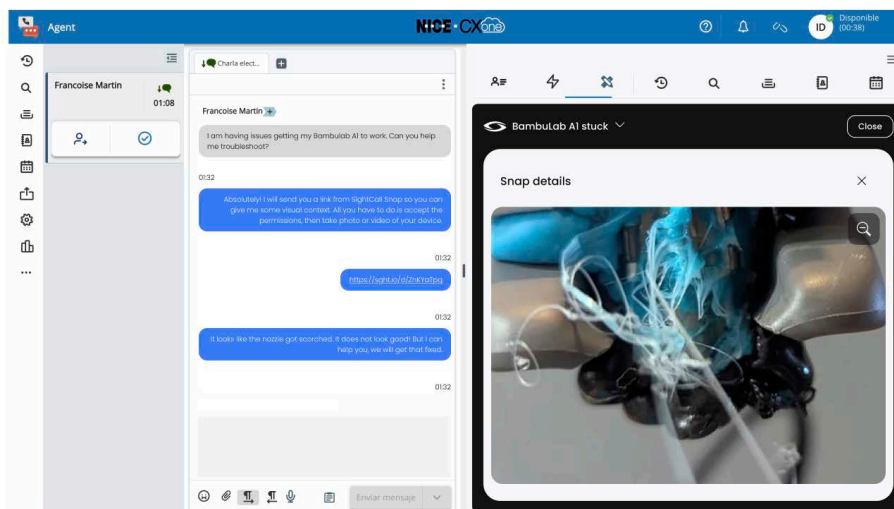 Agent
NICE · CXone
ID
Disponible
(00:38)
Francoise Martin
01:08
Charla elect...
Francoise Martin
I am having issues getting my Bambulab A1 to work. Can you help
me troubleshoot?
01:32
Absolutely! I will send you a link from SightCall Snap so you can
give me some visual context. All you have to do is accept the
permissions, then take photo or video of your device.
01:32
https://sght.io/d/ZhKYoTpq
01:32
It looks like the nozzle got scorched. It does not look good! But I can
help you, we will get that fixed.
01:32
Enviar mensaje
BambuLab A1 stuck
Close
Snap details